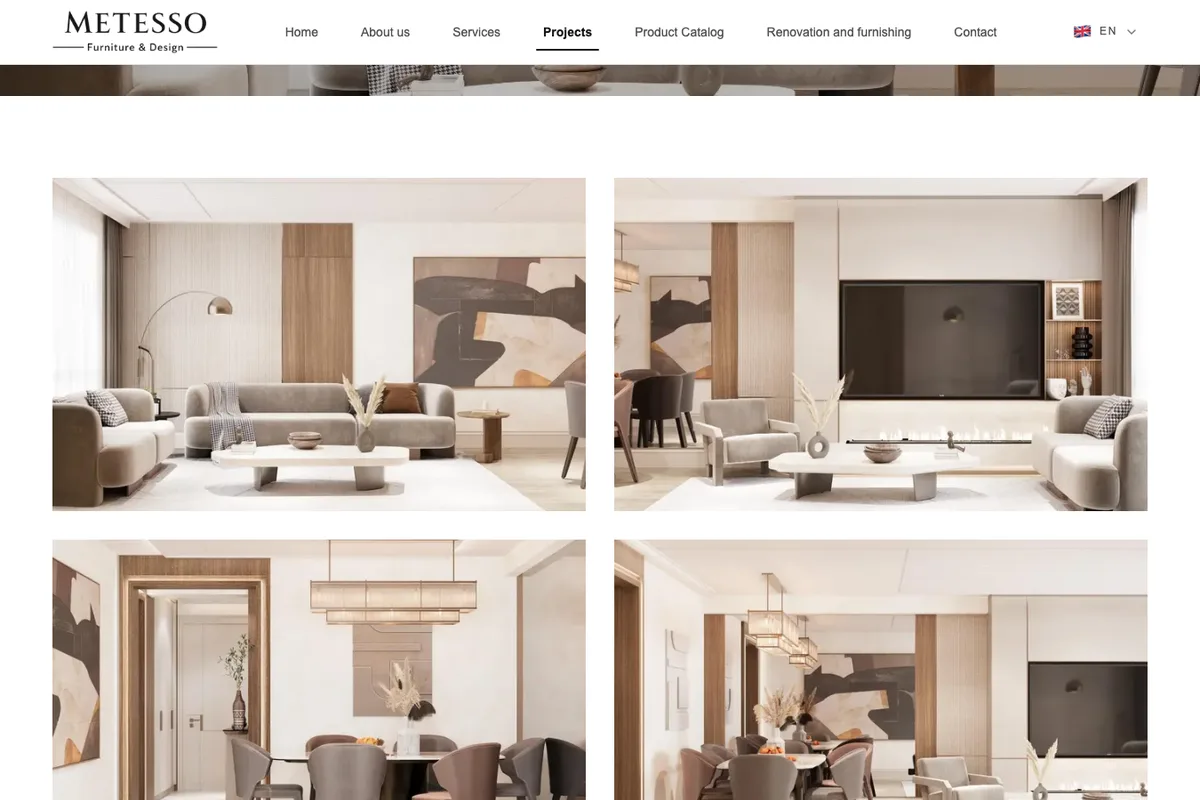 METESSO
Furniture & Design
Home
About us
Services
Projects
Product Catalog
Renovation and furnishing
Contact
EN